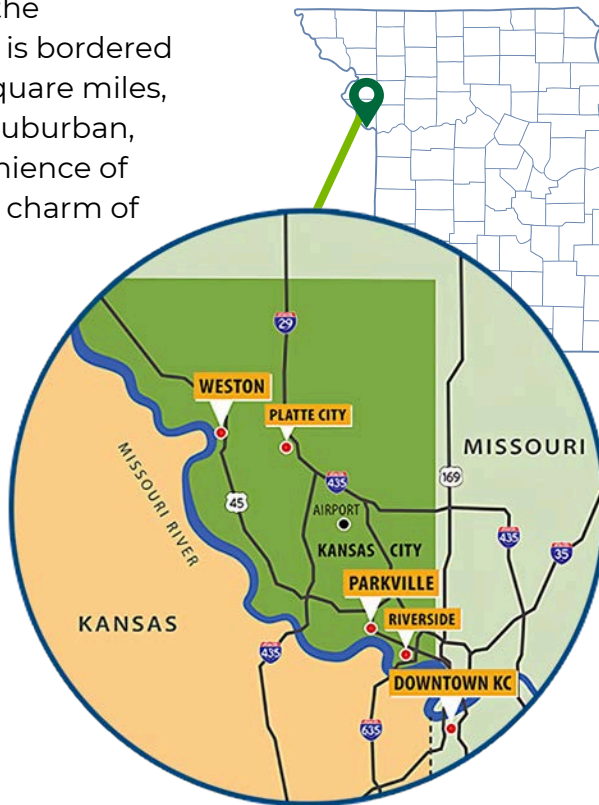 the
is bordered
quare miles,
uburban,
nience of
charm of
29
WESTON
PLATTE CITY
MISSOURI
435
169
45
AIRPORT
MISSOURI RIVER
435
35
KANSAS CITY
PARKVILLE
RIVERSIDE
KANSAS
435
DOWNTOWN KC
635